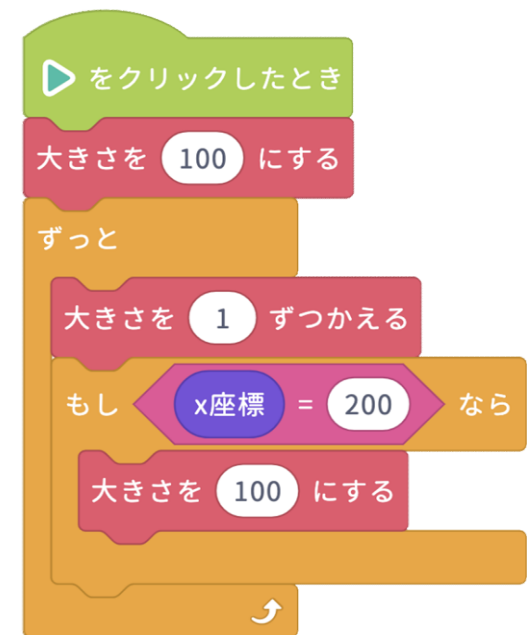 をクリックしたとき
大きさを 100 にする
ずっと
大きさを 1 ずつかえる
もし x座標 = 200 なら
大きさを 100 にする